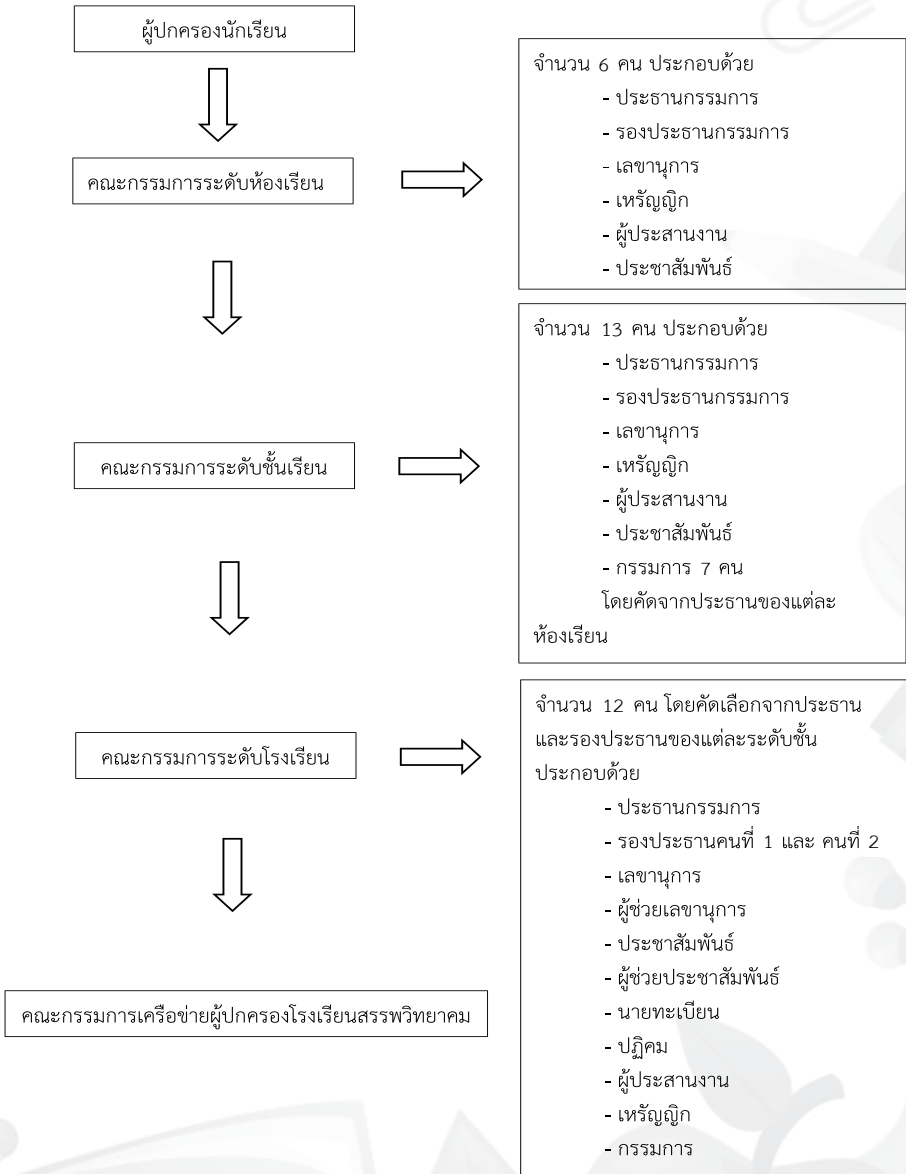 ผู้ปกครองนักเรียน
คณะกรรมการระดับห้องเรียน
จำนวน 6 คน ประกอบด้วย
- ประธานกรรมการ
- รองประธานกรรมการ
- เลขานุการ
- เหรัญญิก
- ผู้ประสานงาน
- ประชาสัมพันธ์
คณะกรรมการระดับชั้นเรียน
จำนวน 13 คน ประกอบด้วย
- ประธานกรรมการ
- รองประธานกรรมการ
- เลขานุการ
- เหรัญญิก
- ผู้ประสานงาน
- ประชาสัมพันธ์
- กรรมการ 7 คน
โดยคัดจากประธานของแต่ละ
ห้องเรียน
คณะกรรมการระดับโรงเรียน
จำนวน 12 คน โดยคัดเลือกจากประธาน
และรองประธานของแต่ละระดับชั้น
ประกอบด้วย
- ประธานกรรมการ
- รองประธานคนที่ 1 และ คนที่ 2
- เลขานุการ
- ผู้ช่วยเลขานุการ
- ประชาสัมพันธ์
- ผู้ช่วยประชาสัมพันธ์
- นายทะเบียน
- ปฏิคม
- ผู้ประสานงาน
- เหรัญญิก
- กรรมการ
คณะกรรมการเครือข่ายผู้ปกครองโรงเรียนสรรพวิทยาคม